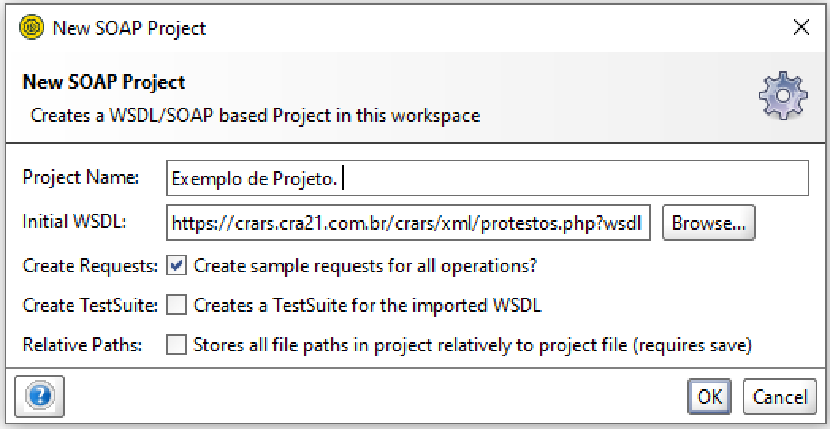 New SOAP Project
New SOAP Project
Creates a WSDL/SOAP based Project in this workspace
Project Name: Exemplo de Projeto.
Initial WSDL: https://crars.cra21.com.br/crars/xml/protestos.php?wsdl Browse...
Create Requests: Create sample requests for all operations?
Create TestSuite: Creates a TestSuite for the imported WSDL
Relative Paths: Stores all file paths in project relatively to project file (requires save)
? OK Cancel